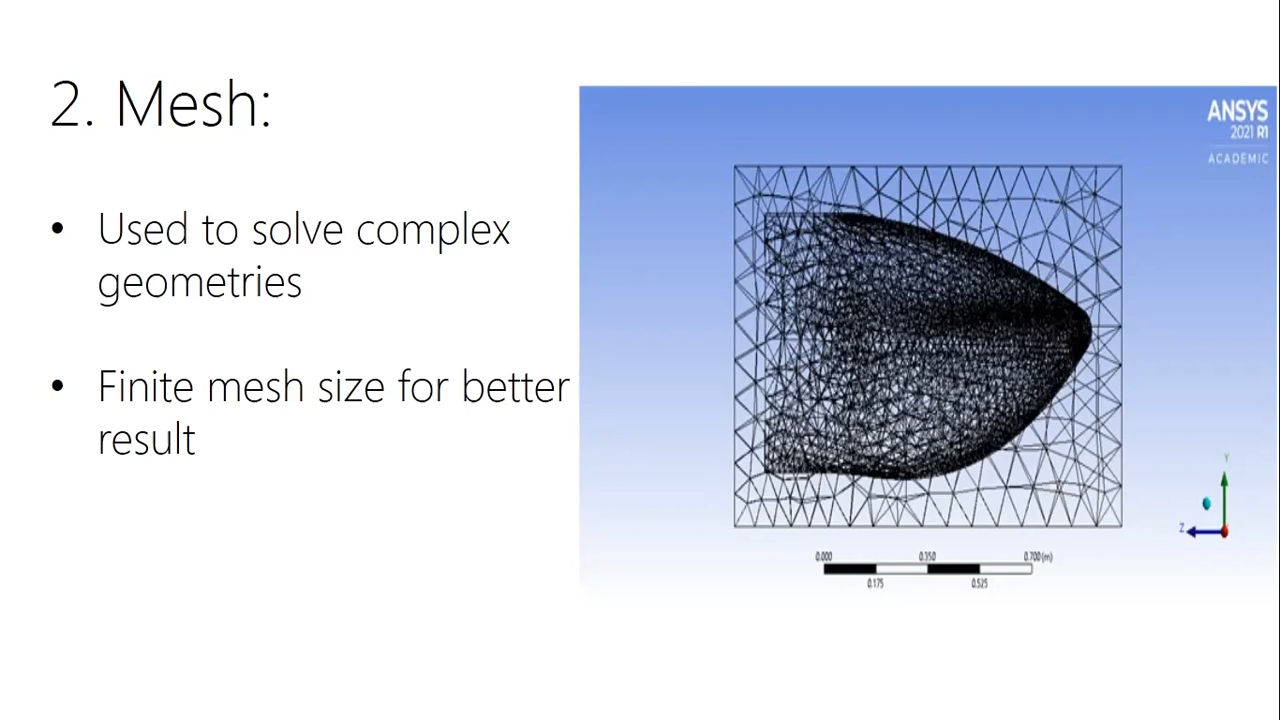 2. Mesh:
• Used to solve complex
geometries
• Finite mesh size for better
result
ANSYS
2021 R1
ACADEMIC
Y
Z
0.000 0.350 0.700 (m)
0.175 0.525